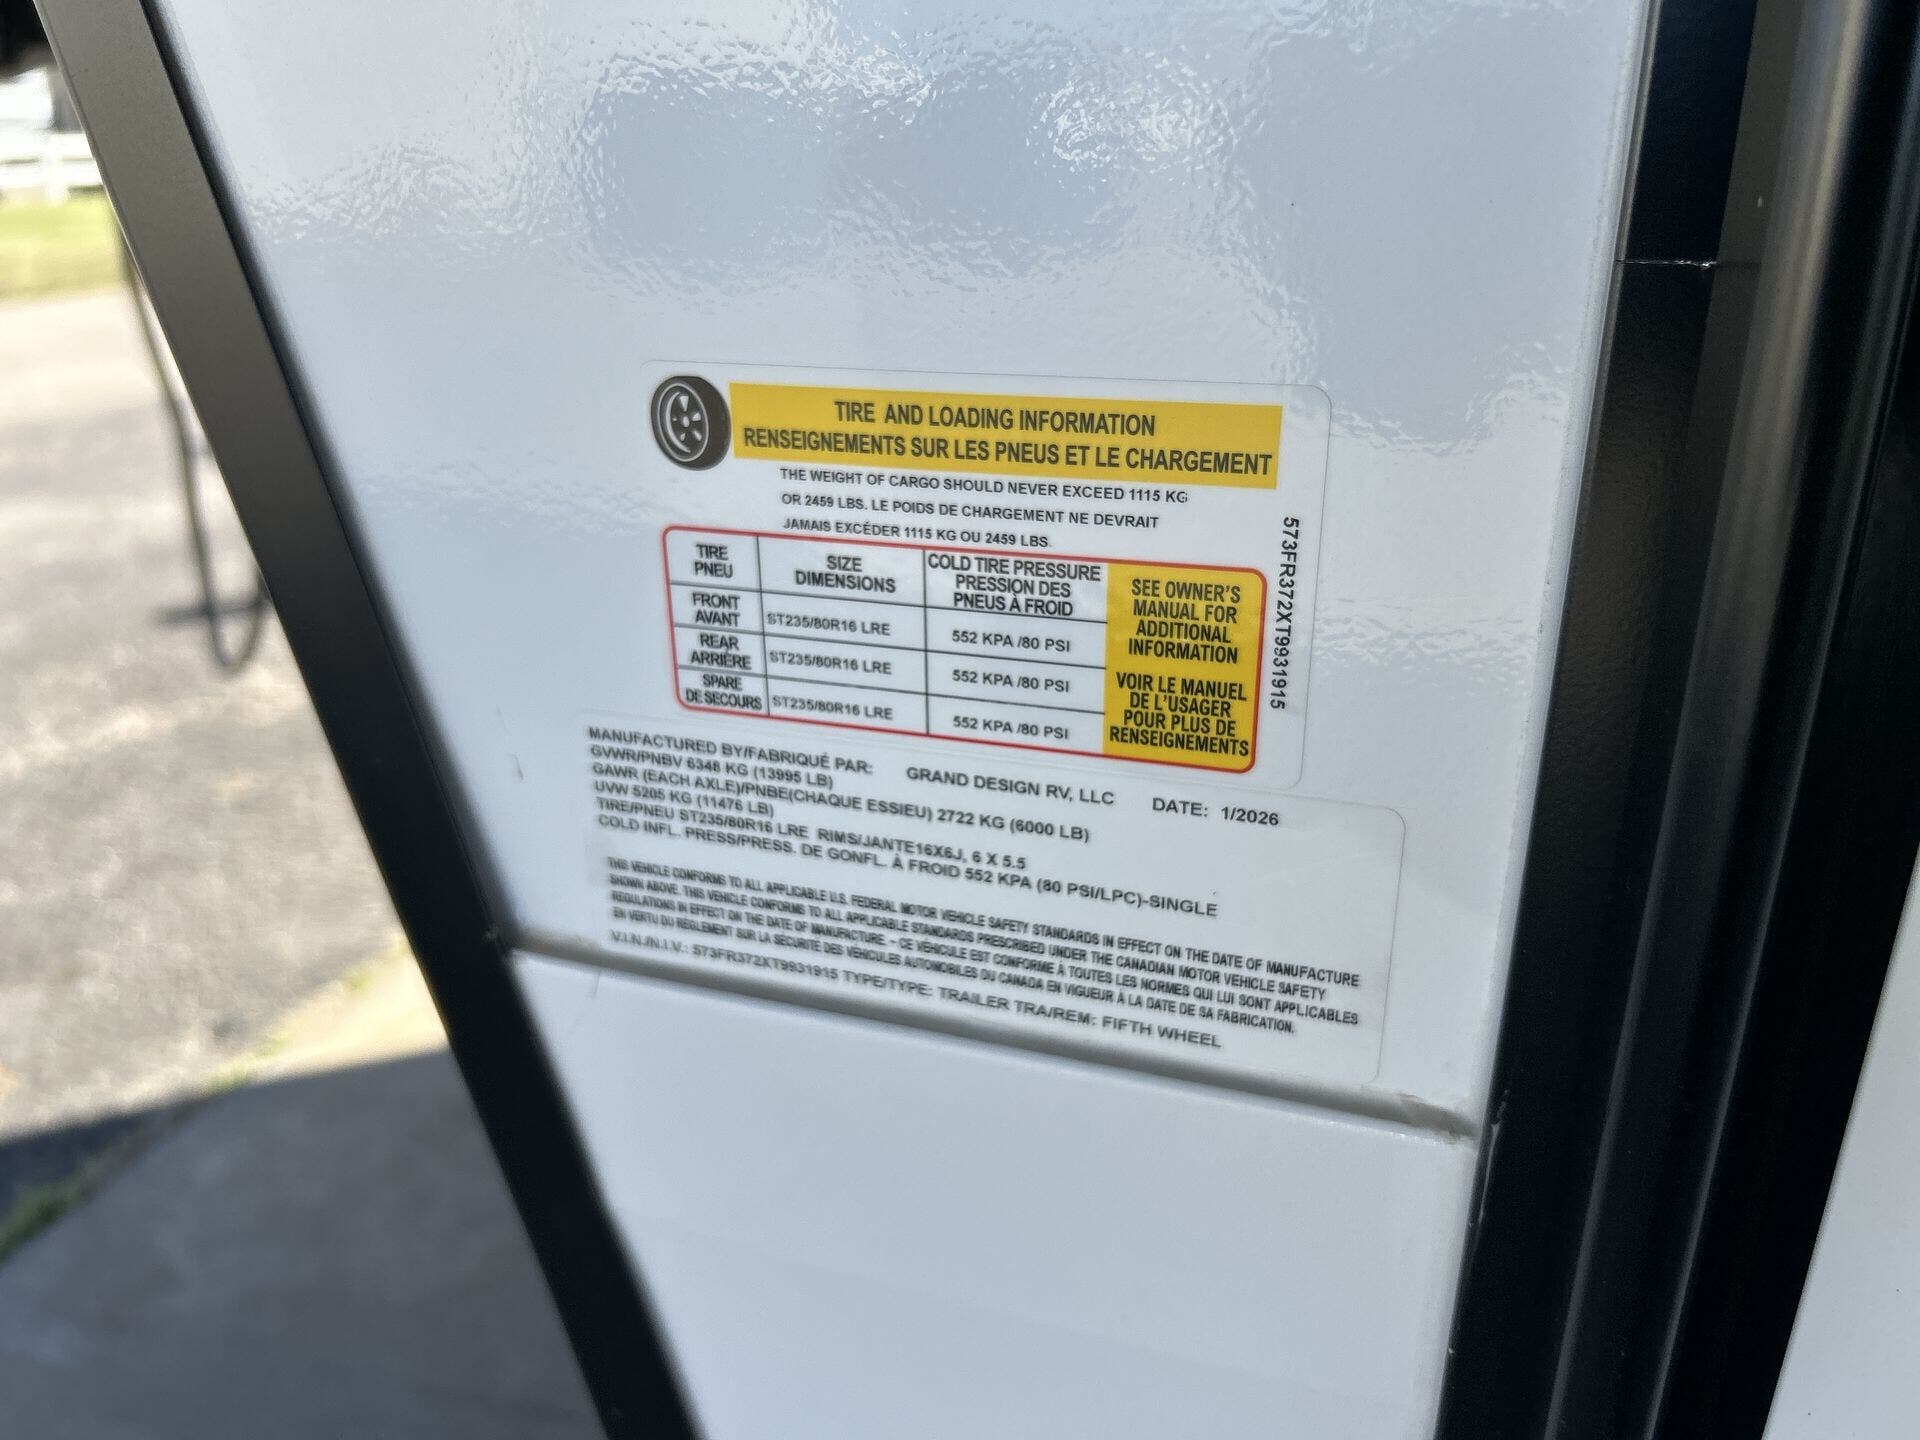 TIRE AND LOADING INFORMATION
RENSEIGNEMENTS SUR LES PNEUS ET LE CHARGEMENT
THE WEIGHT OF CARGO SHOULD NEVER EXCEED 1115 KG
OR 2459 LBS. LE POIDS DE CHARGEMENT NE DEVRAIT
JAMAIS EXCÉDER 1115 KG OU 2459 LBS.
TIRE
PNEU
SIZE
DIMENSIONS
COLD TIRE PRESSURE
PRESSION DES
PNEUS À FROID
FRONT
AVANT
ST235/80R16 LRE
552 KPA /80 PSI
REAR
ARRIÈRE
ST235/80R16 LRE
552 KPA /80 PSI
SPARE
DE SECOURS
ST235/80R16 LRE
552 KPA /80 PSI
SEE OWNER'S
MANUAL FOR
ADDITIONAL
INFORMATION
VOIR LE MANUEL
DE L'USAGER
POUR PLUS DE
RENSEIGNEMENTS
573FR372XT9931915
MANUFACTURED BY/FABRIQUÉ PAR: GRAND DESIGN RV, LLC DATE: 1/2026
GVWR/PNBV 6348 KG (13995 LB)
GAWR (EACH AXLE)/PNBE(CHAQUE ESSIEU) 2722 KG (6000 LB)
UVW 5205 KG (11476 LB)
TIRE/PNEU ST235/80R16 LRE RIMS/JANTE16X6J, 6 X 5.5
COLD INFL. PRESS/PRESS. DE GONFL. À FROID 552 KPA (80 PSI/LPC)-SINGLE
THIS VEHICLE CONFORMS TO ALL APPLICABLE U.S. FEDERAL MOTOR VEHICLE SAFETY STANDARDS IN EFFECT ON THE DATE OF MANUFACTURE
SHOWN ABOVE. THIS VEHICLE CONFORMS TO ALL APPLICABLE STANDARDS PRESCRIBED UNDER THE CANADIAN MOTOR VEHICLE SAFETY
REGULATIONS IN EFFECT ON THE DATE OF MANUFACTURE. - CE VÉHICULE EST CONFORME À TOUTES LES NORMES QUI LUI SONT APPLICABLES
EN VERTU DU RÈGLEMENT SUR LA SÉCURITÉ DES VÉHICULES AUTOMOBILES DU CANADA EN VIGUEUR À LA DATE DE SA FABRICATION.
V.I.N./N.I.V.: 573FR372XT9931915 TYPE/TYPE: TRAILER TRA/REM: FIFTH WHEEL